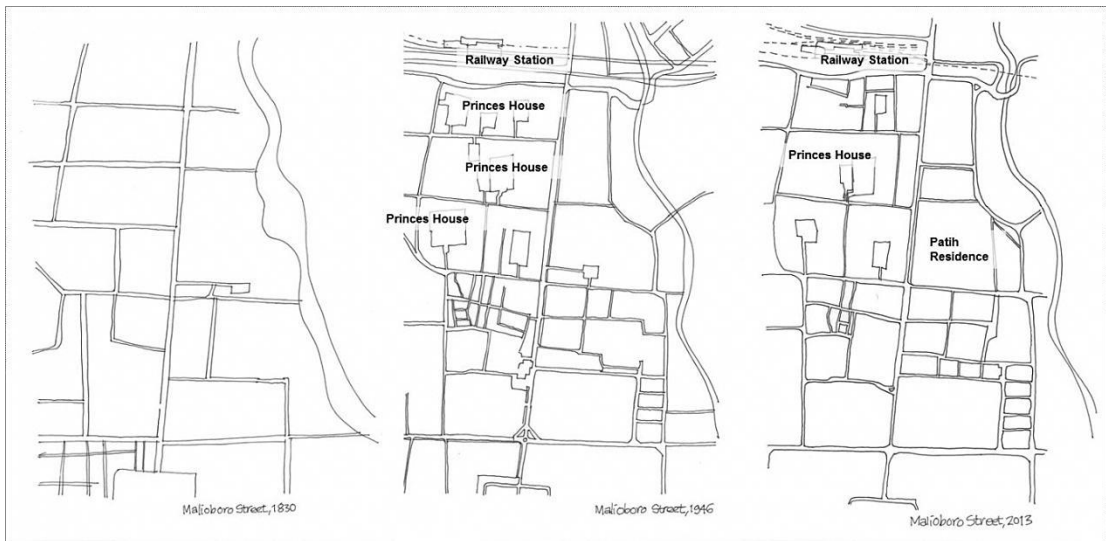 Railway Station
Princes House
Princes House
Princes House
Malioboro Street, 1830
Malioboro Street, 1946
Railway Station
Princes House
Patih
Residence
Malioboro Street, 2013